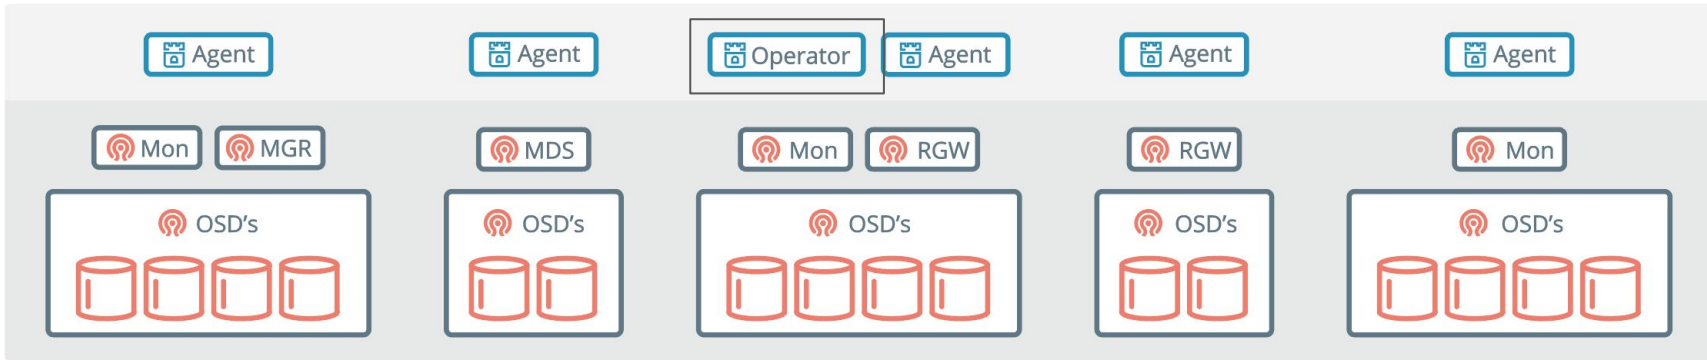 Agent
Agent
Operator
Agent
Agent
Agent
Mon
MGR
MDS
Mon
RGW
RGW
Mon
OSD’s
OSD’s
OSD’s
OSD’s
OSD’s